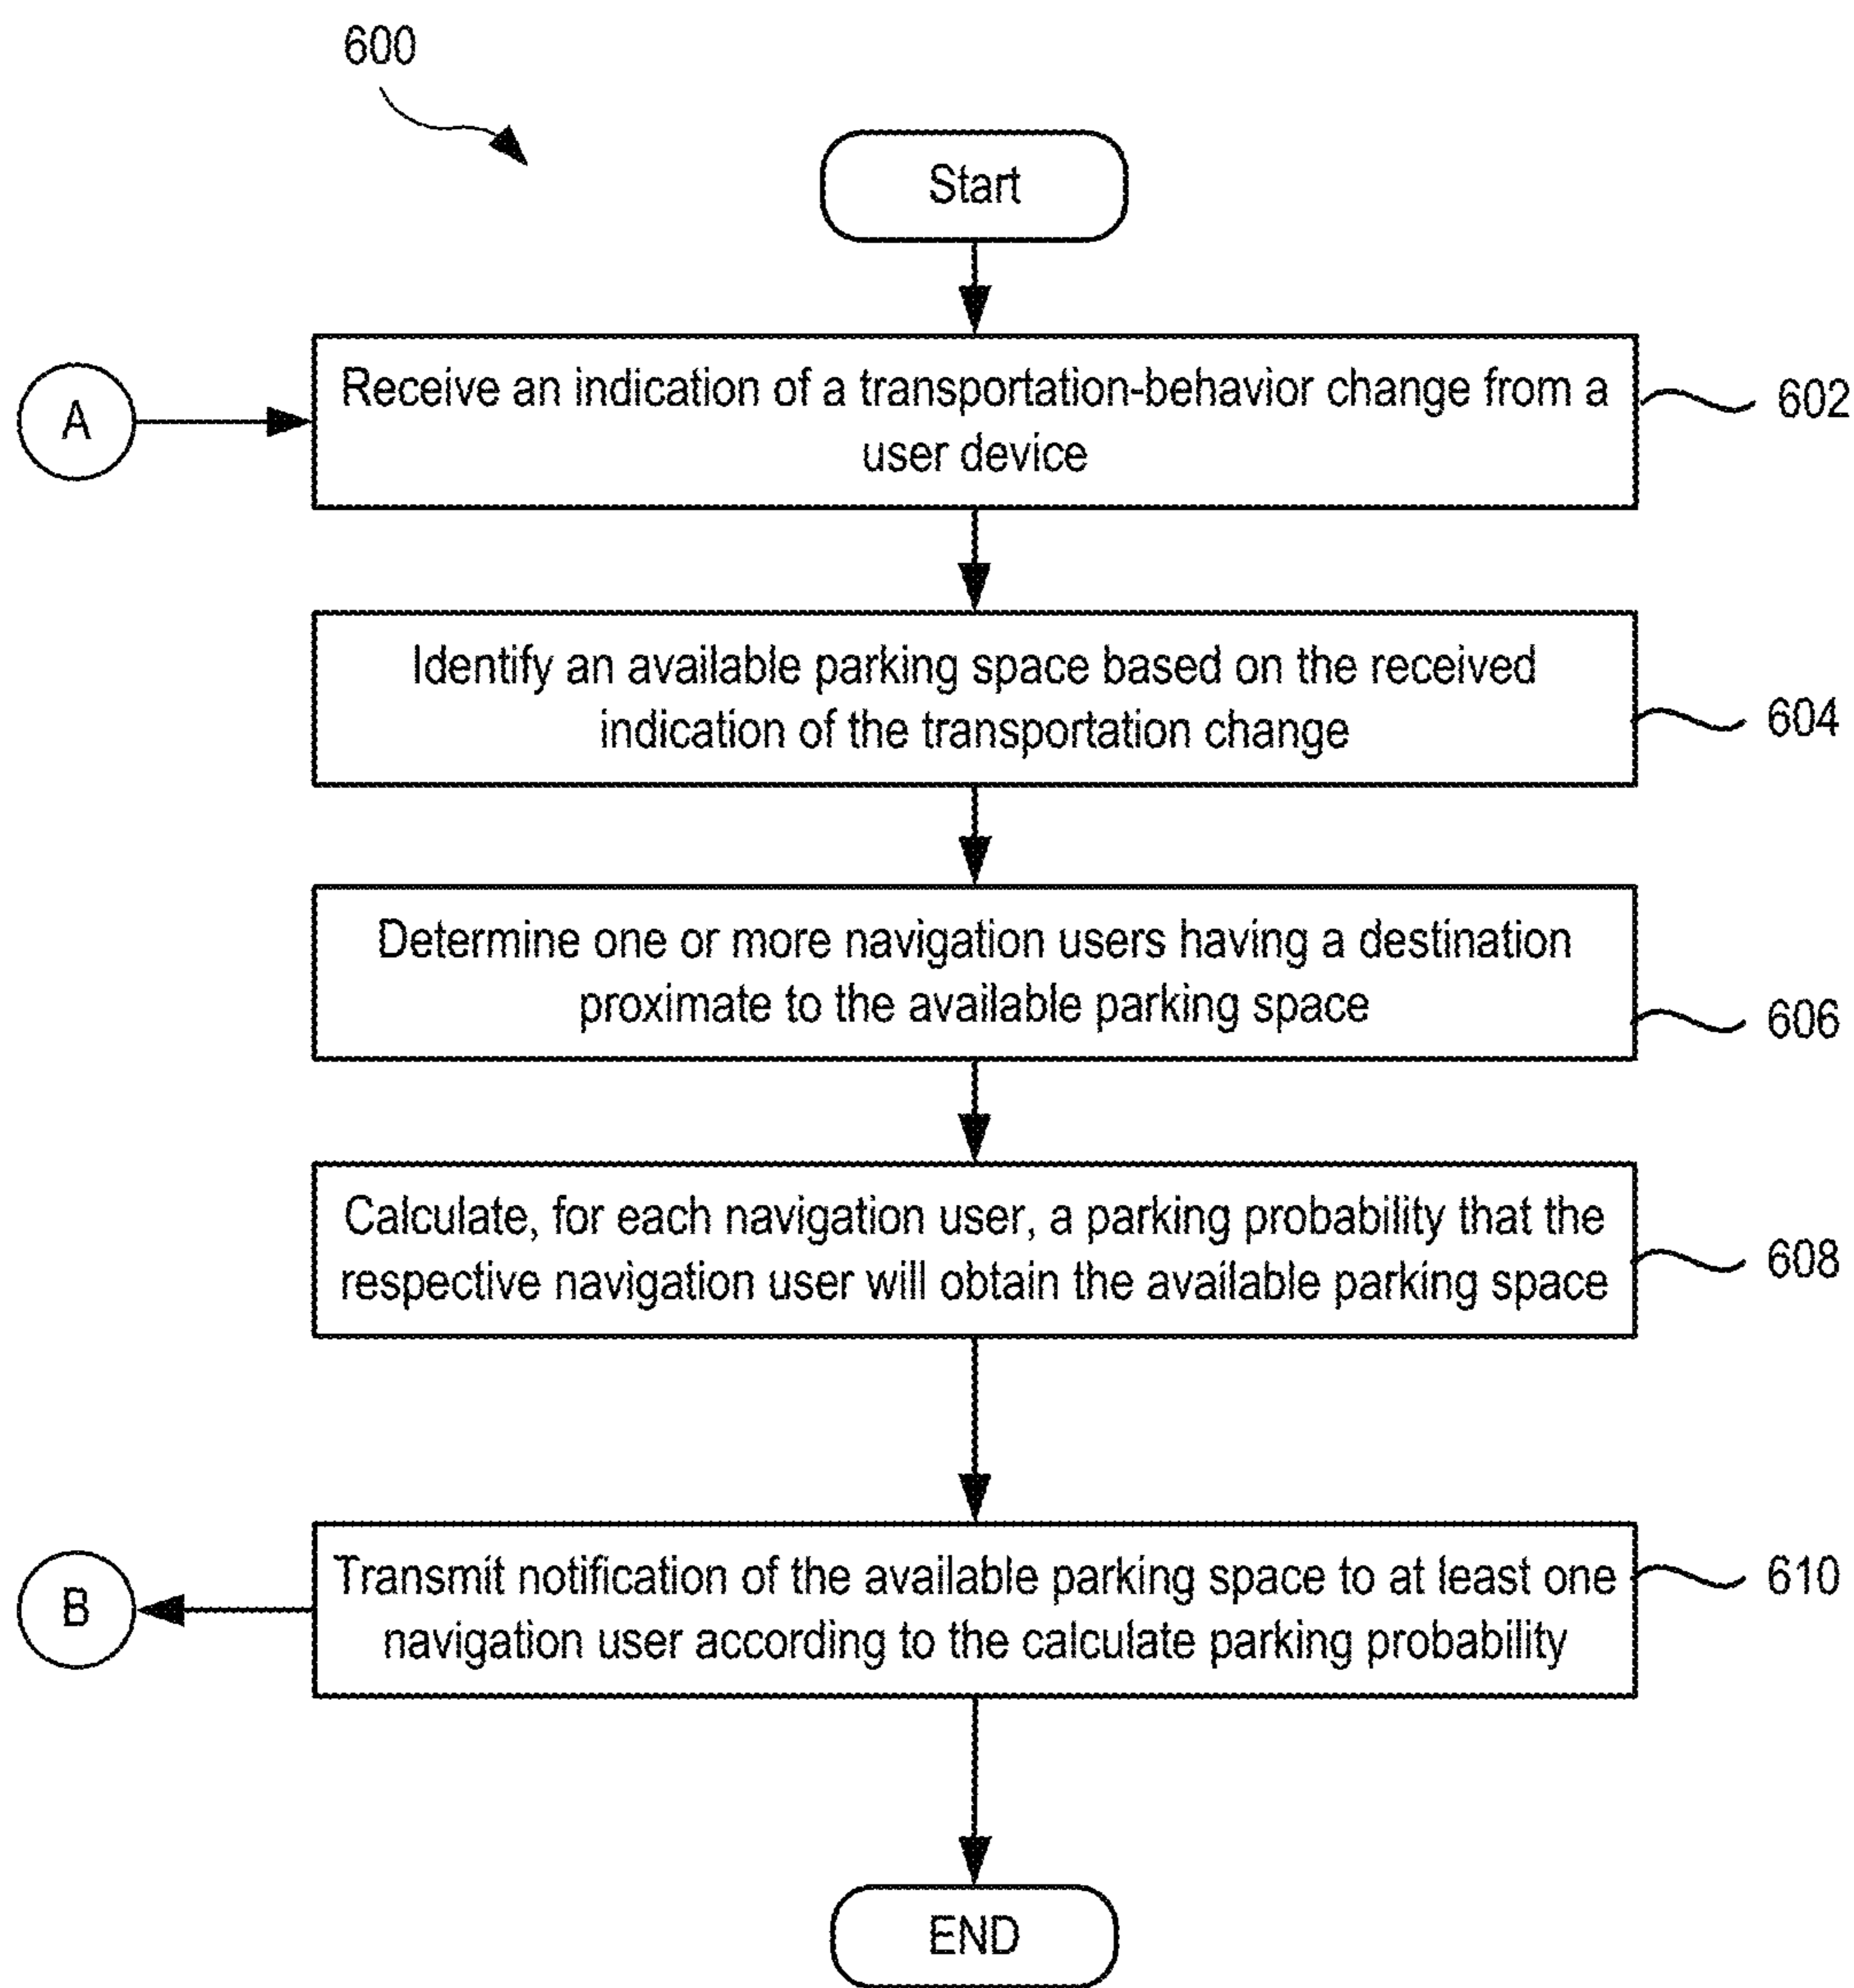 600
Start
A
Receive an indication of a transportation-behavior change from a
user device
602
Identify an available parking space based on the received
indication of the transportation change
604
Determine one or more navigation users having a destination
proximate to the available parking space
606
Calculate, for each navigation user, a parking probability that the
respective navigation user will obtain the available parking space
608
B
Transmit notification of the available parking space to at least one
navigation user according to the calculate parking probability
610
END